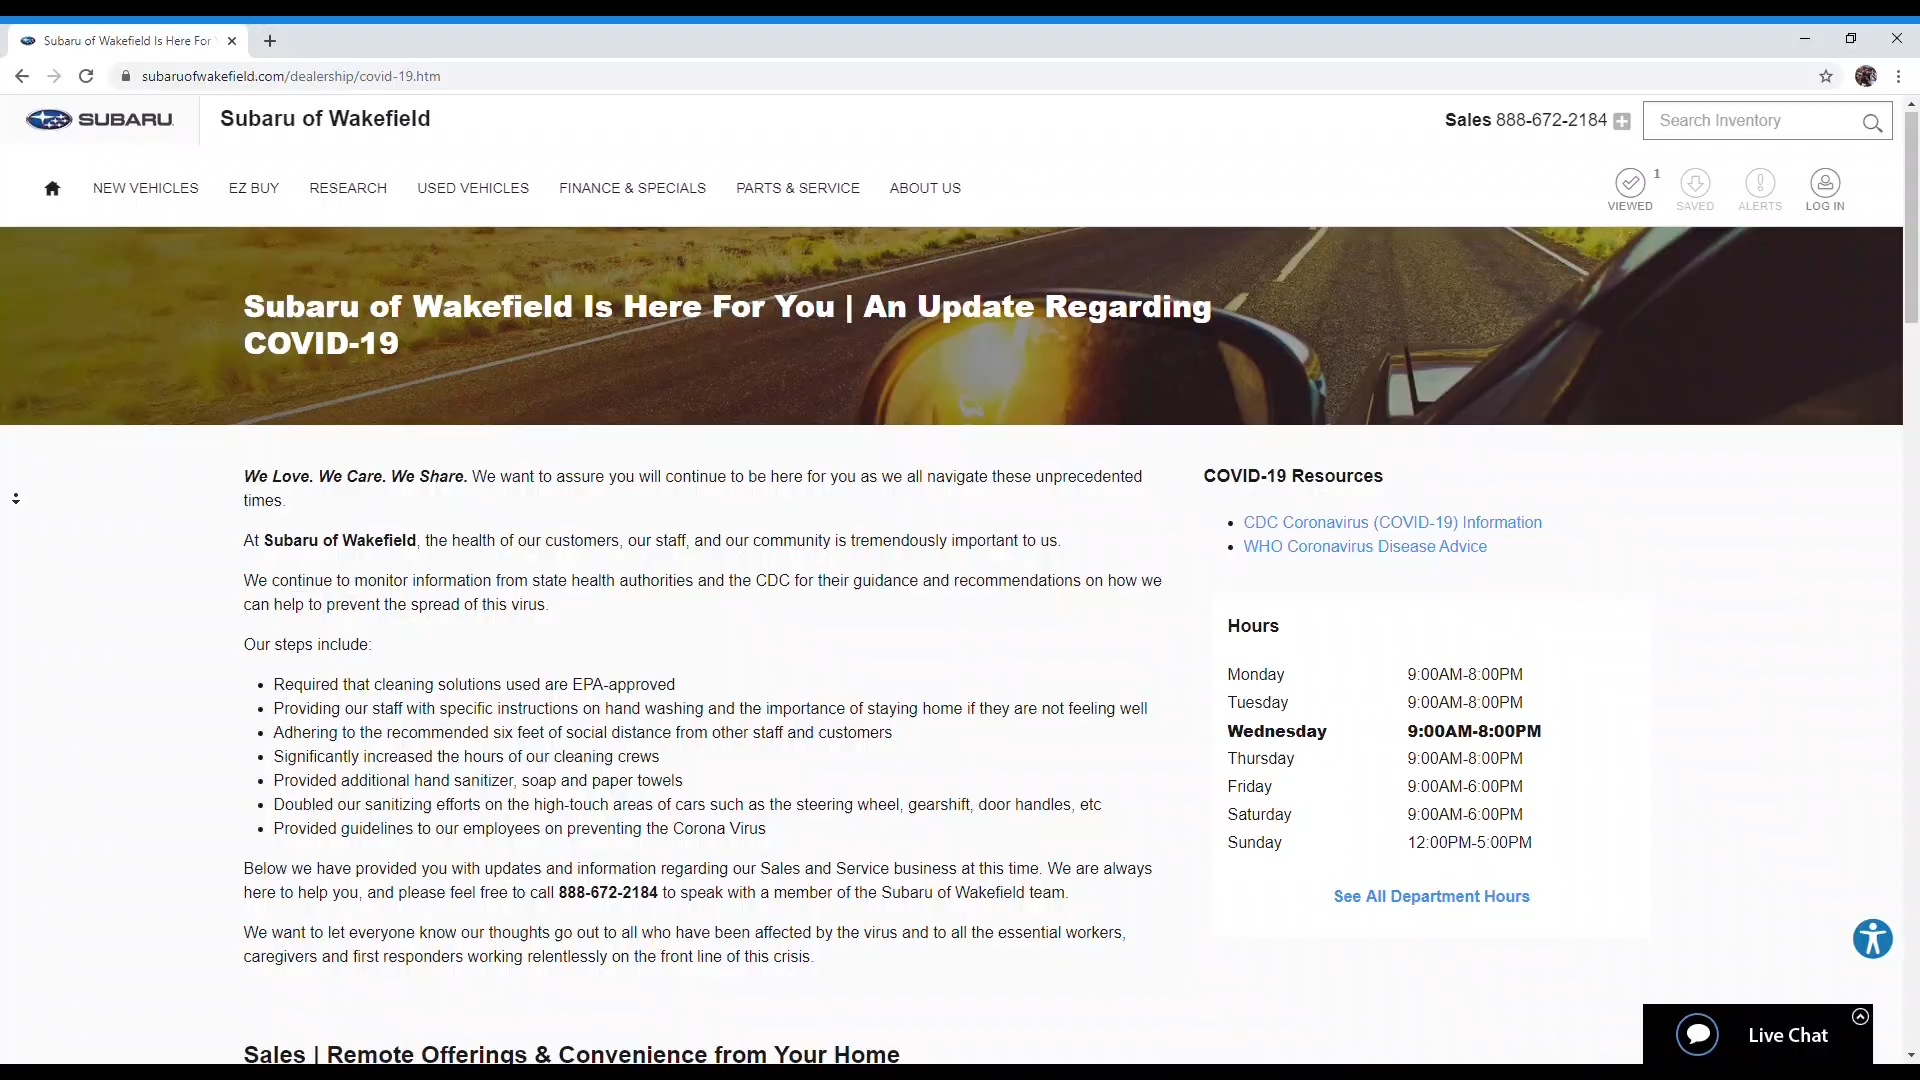 Subaru of Wakefield Is Here For
subaruofwakefield.com/dealership/covid-19.htm
SUBARU
Subaru of Wakefield
Sales 888-672-2184
Search Inventory
NEW VEHICLES
EZ BUY
RESEARCH
USED VEHICLES
FINANCE & SPECIALS
PARTS & SERVICE
ABOUT US
1
VIEWED
SAVED
ALERTS
LOG IN
Subaru of Wakefield Is Here For You | An Update Regarding
COVID-19
We Love. We Care. We Share. We want to assure you will continue to be here for you as we all navigate these unprecedented
times.
At Subaru of Wakefield, the health of our customers, our staff, and our community is tremendously important to us.
We continue to monitor information from state health authorities and the CDC for their guidance and recommendations on how we
can help to prevent the spread of this virus.
Our steps include:
• Required that cleaning solutions used are EPA-approved
• Providing our staff with specific instructions on hand washing and the importance of staying home if they are not feeling well
• Adhering to the recommended six feet of social distance from other staff and customers
• Significantly increased the hours of our cleaning crews
• Provided additional hand sanitizer, soap and paper towels
• Doubled our sanitizing efforts on the high-touch areas of cars such as the steering wheel, gearshift, door handles, etc
• Provided guidelines to our employees on preventing the Corona Virus
Below we have provided you with updates and information regarding our Sales and Service business at this time. We are always
here to help you, and please feel free to call 888-672-2184 to speak with a member of the Subaru of Wakefield team.
We want to let everyone know our thoughts go out to all who have been affected by the virus and to all the essential workers,
caregivers and first responders working relentlessly on the front line of this crisis.
Sales | Remote Offerings & Convenience from Your Home
COVID-19 Resources
• CDC Coronavirus (COVID-19) Information
• WHO Coronavirus Disease Advice
Hours
Monday 9:00AM-8:00PM
Tuesday 9:00AM-8:00PM
Wednesday 9:00AM-8:00PM
Thursday 9:00AM-8:00PM
Friday 9:00AM-6:00PM
Saturday 9:00AM-6:00PM
Sunday 12:00PM-5:00PM
See All Department Hours
Live Chat